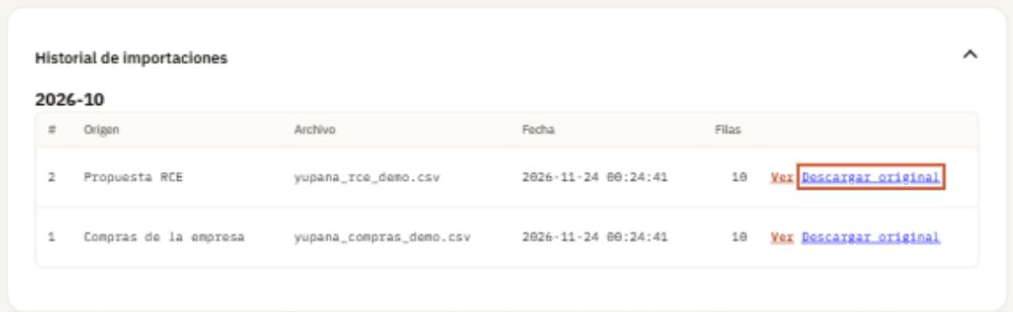 Historial de importaciones
2026-10
# Origen Archivo Fecha Filas
2 Propuesta RCE yupana_rce_demo.csv 2026-11-24 00:24:41 10 Ver Descargar original
1 Compras de la empresa yupana_compras_demo.csv 2026-11-24 00:24:41 10 Ver Descargar original